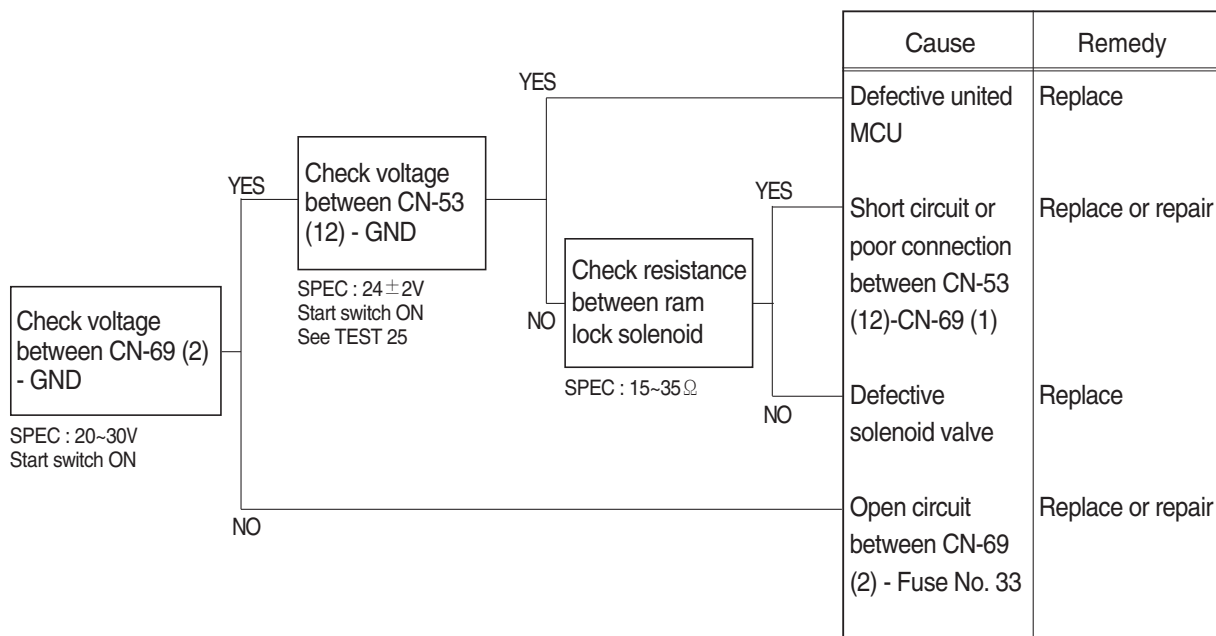 Cause
Remedy
YES
Defective united
MCU
Replace
YES
Check voltage
between CN-53
(12) - GND
SPEC : 24±2V
Start switch ON
See TEST 25
YES
Short circuit or
poor connection
between CN-53
(12)-CN-69 (1)
Replace or repair
NO
Check resistance
between ram
lock solenoid
SPEC : 15~35Ω
Check voltage
between CN-69 (2)
- GND
SPEC : 20~30V
Start switch ON
NO
Defective
solenoid valve
Replace
NO
Open circuit
between CN-69
(2) - Fuse No. 33
Replace or repair